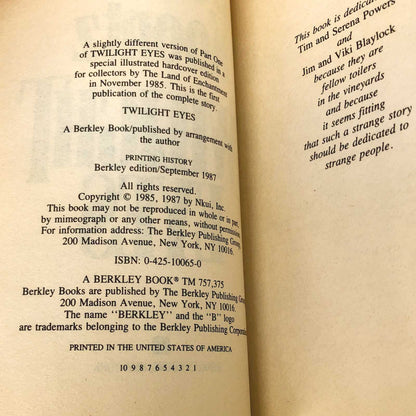 A slightly different version of Part One
of TWILIGHT EYES was published in a
special illustrated hardcover edition
for collectors by The Land of Enchantment
in November 1985. This is the first
publication of the complete story.
TWILIGHT EYES
A Berkley Book/published by arrangement with
the author
PRINTING HISTORY
Berkley edition/September 1987
All rights reserved.
Copyright © 1985, 1987 by Nkui, Inc.
This book may not be reproduced in whole or in part,
by mimeograph or any other means, without permission.
For information address: The Berkley Publishing Group,
200 Madison Avenue, New York, NY 10016.
ISBN: 0-425-10065-0
A BERKLEY BOOK® TM 757,375
Berkley Books are published by The Berkley Publishing Group,
200 Madison Avenue, New York, NY 10016.
The name "BERKLEY" and the "B" logo
are trademarks belonging to the Berkley Publishing
PRINTED IN THE UNITED STATES OF AMERICA
10 9 8 7 6 5 4 3 2 1
This book is dedicated
Tim and Serena Powers
and
Jim and Viki Blaylock
because they are
fellow toilers
in the vineyards
and because
it seems fitting
that such a strange story
should be dedicated to
strange people.